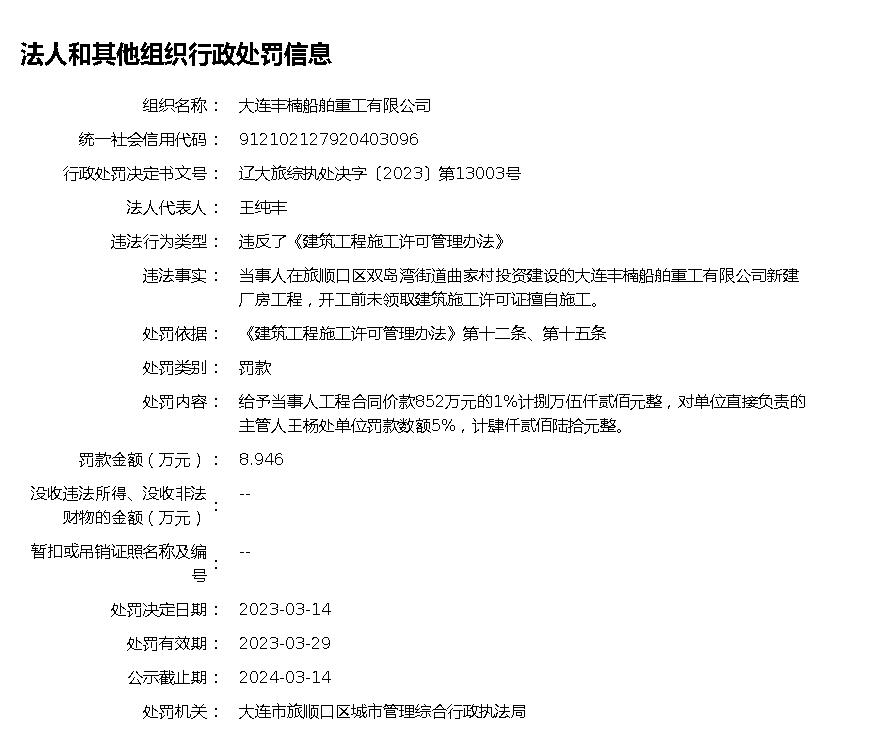 法人和其他组织行政处罚信息
组织名称： 大连丰楠船舶重工有限公司
统一社会信用代码： 912102127920403096
行政处罚决定书文号： 辽大旅综执处决字〔2023〕第13003号
法人代表人： 王纯丰
违法行为类型： 违反了《建筑工程施工许可管理办法》
违法事实： 当事人在旅顺口区双岛湾街道曲家村投资建设的大连丰楠船舶重工有限公司新建
厂房工程，开工前未领取建筑施工许可证擅自施工。
处罚依据： 《建筑工程施工许可管理办法》第十二条、第十五条
处罚类别： 罚款
处罚内容： 给予当事人工程合同价款852万元的1%计捌万伍仟贰佰元整，对单位直接负责的
主管人王杨处单位罚款数额5%，计肆仟贰佰陆拾元整。
罚款金额（万元）： 8.946
没收违法所得、没收非法
财物的金额（万元）： --
暂扣或吊销证照名称及编
号： --
处罚决定日期： 2023-03-14
处罚有效期： 2023-03-29
公示截止期： 2024-03-14
处罚机关： 大连市旅顺口区城市管理综合行政执法局